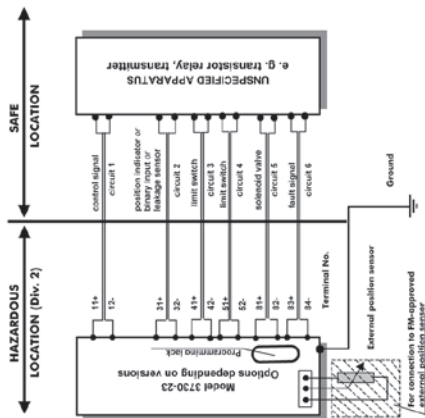 SAFE
LOCATION
HAZARDOUS
LOCATION (Div. 2)
UNSPECIFIED APPARATUS
e. g. transistor relay, transmitter
control signal
circuit 1
position indicator or
binary input or
leakage sensor
circuit 2
limit switch
circuit 3
limit switch
circuit 4
solenoid valve
circuit 5
fault signal
circuit 6
11+
12-
31+
32-
41+
42-
51+
52-
81+
82-
83+
84-
Terminal No.
Ground
Model 3730-23
Options depending on versions
Programming jack
External position sensor
For connection to FM-approved
external position sensor